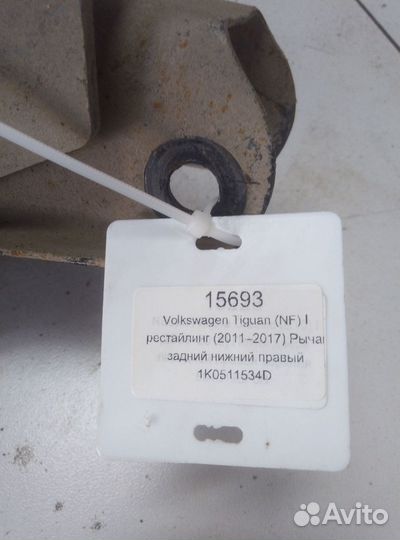 15693
Volkswagen Tiguan (NF) I
рестайлинг (2011–2017) Рычаг
задний нижний правый
1K0511534D
Avito